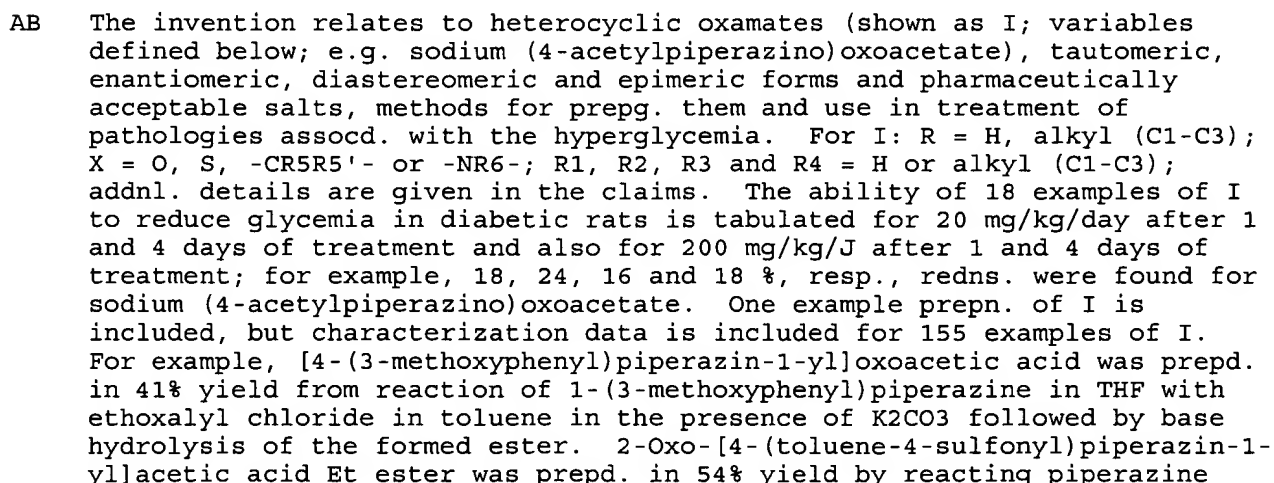 AB The invention relates to heterocyclic oxamates (shown as I; variables
defined below; e.g. sodium (4-acetylpiperazino)oxoacetate), tautomeric,
enantiomeric, diastereomeric and epimeric forms and pharmaceutically
acceptable salts, methods for prepg. them and use in treatment of
pathologies assocd. with the hyperglycemia. For I: R = H, alkyl (C1-C3);
X = O, S, -CR5R5'- or -NR6-; R1, R2, R3 and R4 = H or alkyl (C1-C3);
addnl. details are given in the claims. The ability of 18 examples of I
to reduce glycemia in diabetic rats is tabulated for 20 mg/kg/day after 1
and 4 days of treatment and also for 200 mg/kg/J after 1 and 4 days of
treatment; for example, 18, 24, 16 and 18 %, resp., redns. were found for
sodium (4-acetylpiperazino)oxoacetate. One example prepn. of I is
included, but characterization data is included for 155 examples of I.
For example, [4-(3-methoxyphenyl)piperazin-1-yl]oxoacetic acid was prepd.
in 41% yield from reaction of 1-(3-methoxyphenyl)piperazine in THF with
ethoxalyl chloride in toluene in the presence of K2CO3 followed by base
hydrolysis of the formed ester. 2-Oxo-[4-(toluene-4-sulfonyl)piperazin-1-
yl]acetic acid Et ester was prepd. in 54% yield by reacting piperazine